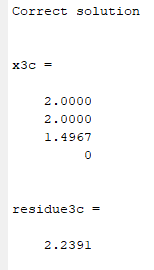 Correct solution
x3c =
2.0000
2.0000
1.4967
0
residue3c =
2.2391